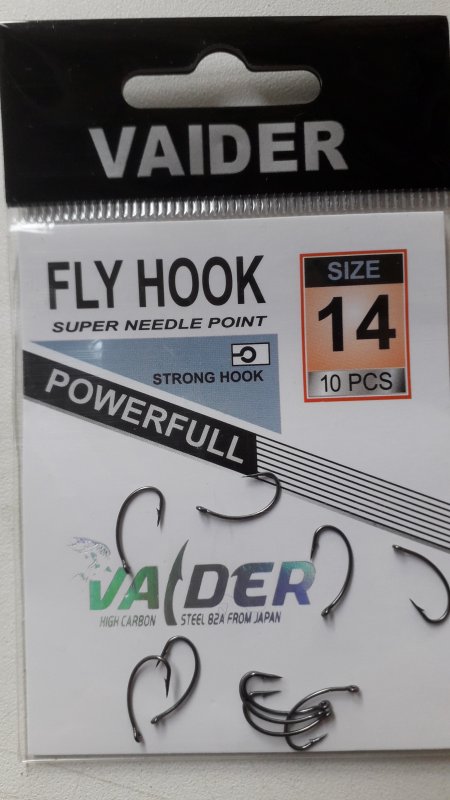 VAIDER
FLY HOOK
SUPER NEEDLE POINT
SIZE
14
10 PCS
STRONG HOOK
POWERFULL
VAIDER
HIGH CARBON STEEL 82A FROM JAPAN